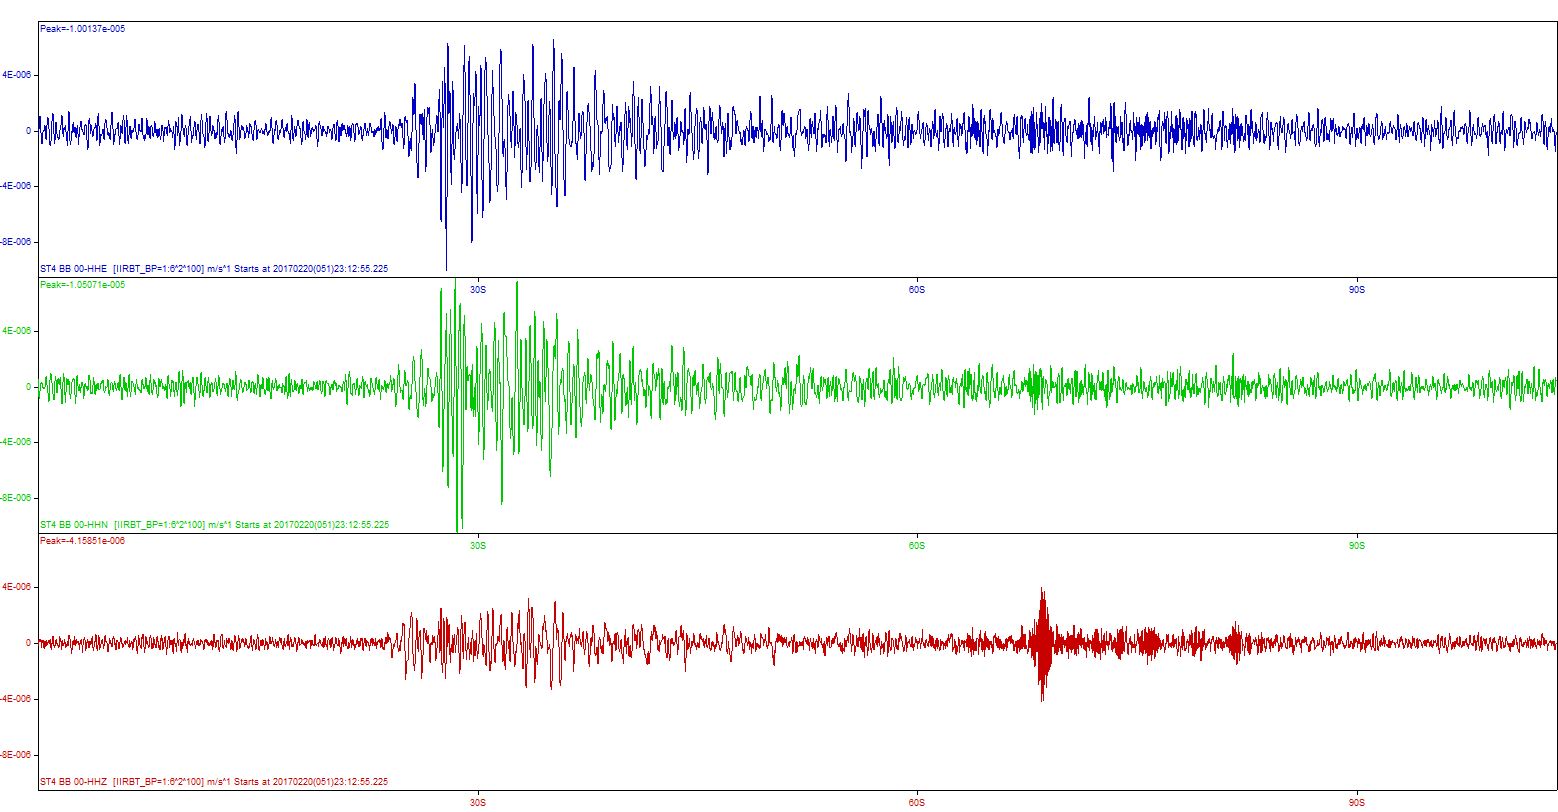 Peak=-1.00137e-005
4E-006
0
-4E-006
-8E-006
ST4 BB 00-HHE [IIRBT_BP=1:6^2^100] m/s^1 Starts at 20170220(051)23:12:55.225
30S 60S 90S
Peak=-1.05071e-005
4E-006
0
-4E-006
-8E-006
ST4 BB 00-HHN [IIRBT_BP=1:6^2^100] m/s^1 Starts at 20170220(051)23:12:55.225
30S 60S 90S
Peak=-4.15851e-006
4E-006
0
-4E-006
-8E-006
ST4 BB 00-HHZ [IIRBT_BP=1:6^2^100] m/s^1 Starts at 20170220(051)23:12:55.225
30S 60S 90S